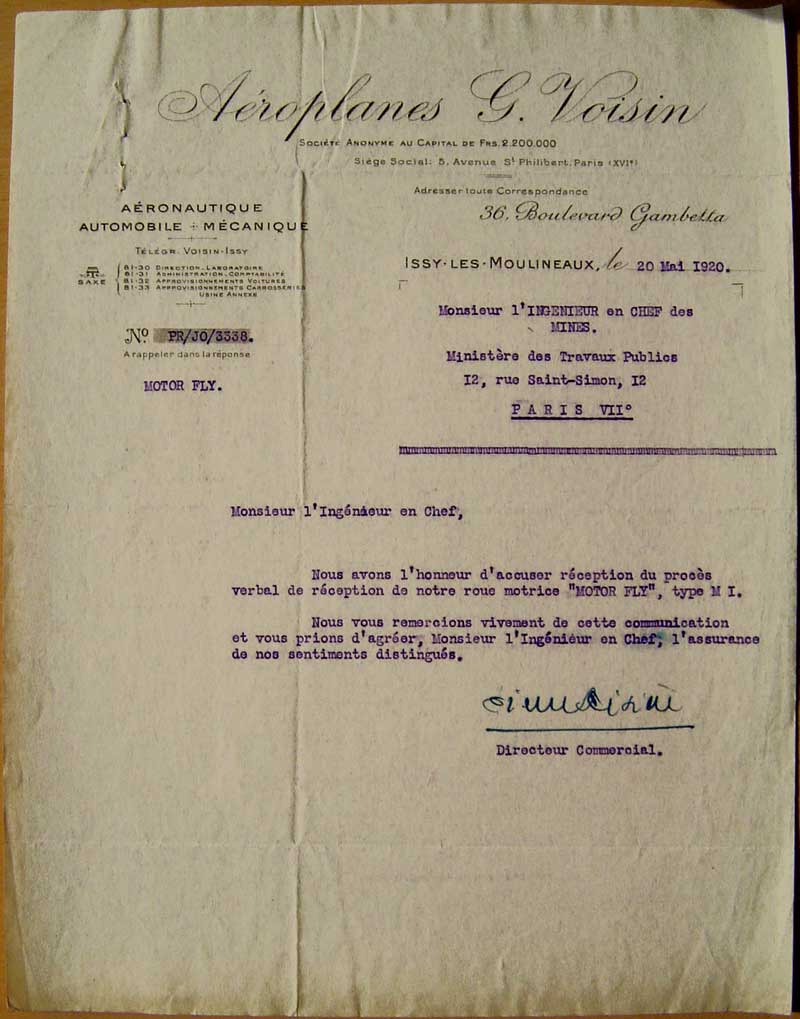 Aéroplanes G. Voisin
Société Anonyme au Capital de Frs. 2.200.000
Siège Social: 5, Avenue St Philibert. Paris (XVIe)
Adresser toute Correspondance
36, Boulevard Gambetta
AÉRONAUTIQUE
AUTOMOBILE + MÉCANIQUE
Télégr. Voisin-Issy
SAXE
81-30 Direction-Laboratoire
81-31 Administration-Comptabilité
81-32 Approvisionnements Voitures
81-33 Approvisionnements Carrosseries
Usine Annexe
Issy-les-Moulineaux, le 20 Mai 1920.
No PR/JO/3338.
A rappeler dans la réponse
MOTOR FLY.
Monsieur l'INGENIEUR en CHEF des
MINES.
Ministère des Travaux Publics
12, rue Saint-Simon, 12
PARIS VII°
Monsieur l'Ingénieur en Chef,
Nous avons l'honneur d'accuser réception du procès
verbal de réception de notre roue motrice "MOTOR FLY", type M I.
Nous vous remercions vivement de cette communication
et vous prions d'agréer, Monsieur l'Ingénieur en Chef, l'assurance
de nos sentiments distingués.
Directeur Commercial.